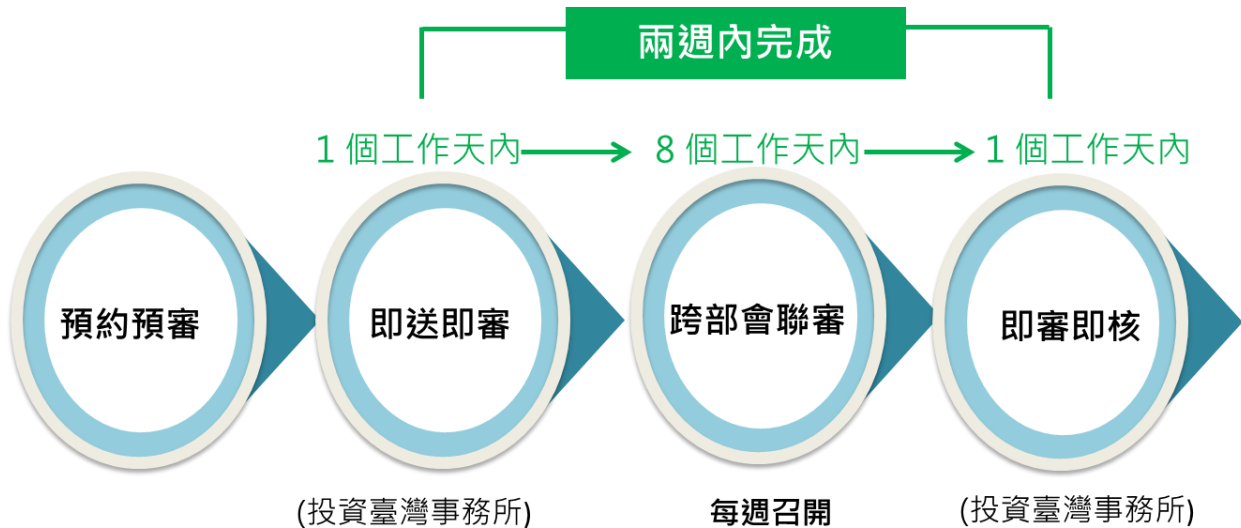 兩週內完成
1 個工作天內
8 個工作天內
1 個工作天內
預約預審
即送即審
跨部會聯審
即審即核
(投資臺灣事務所)
每週召開
(投資臺灣事務所)